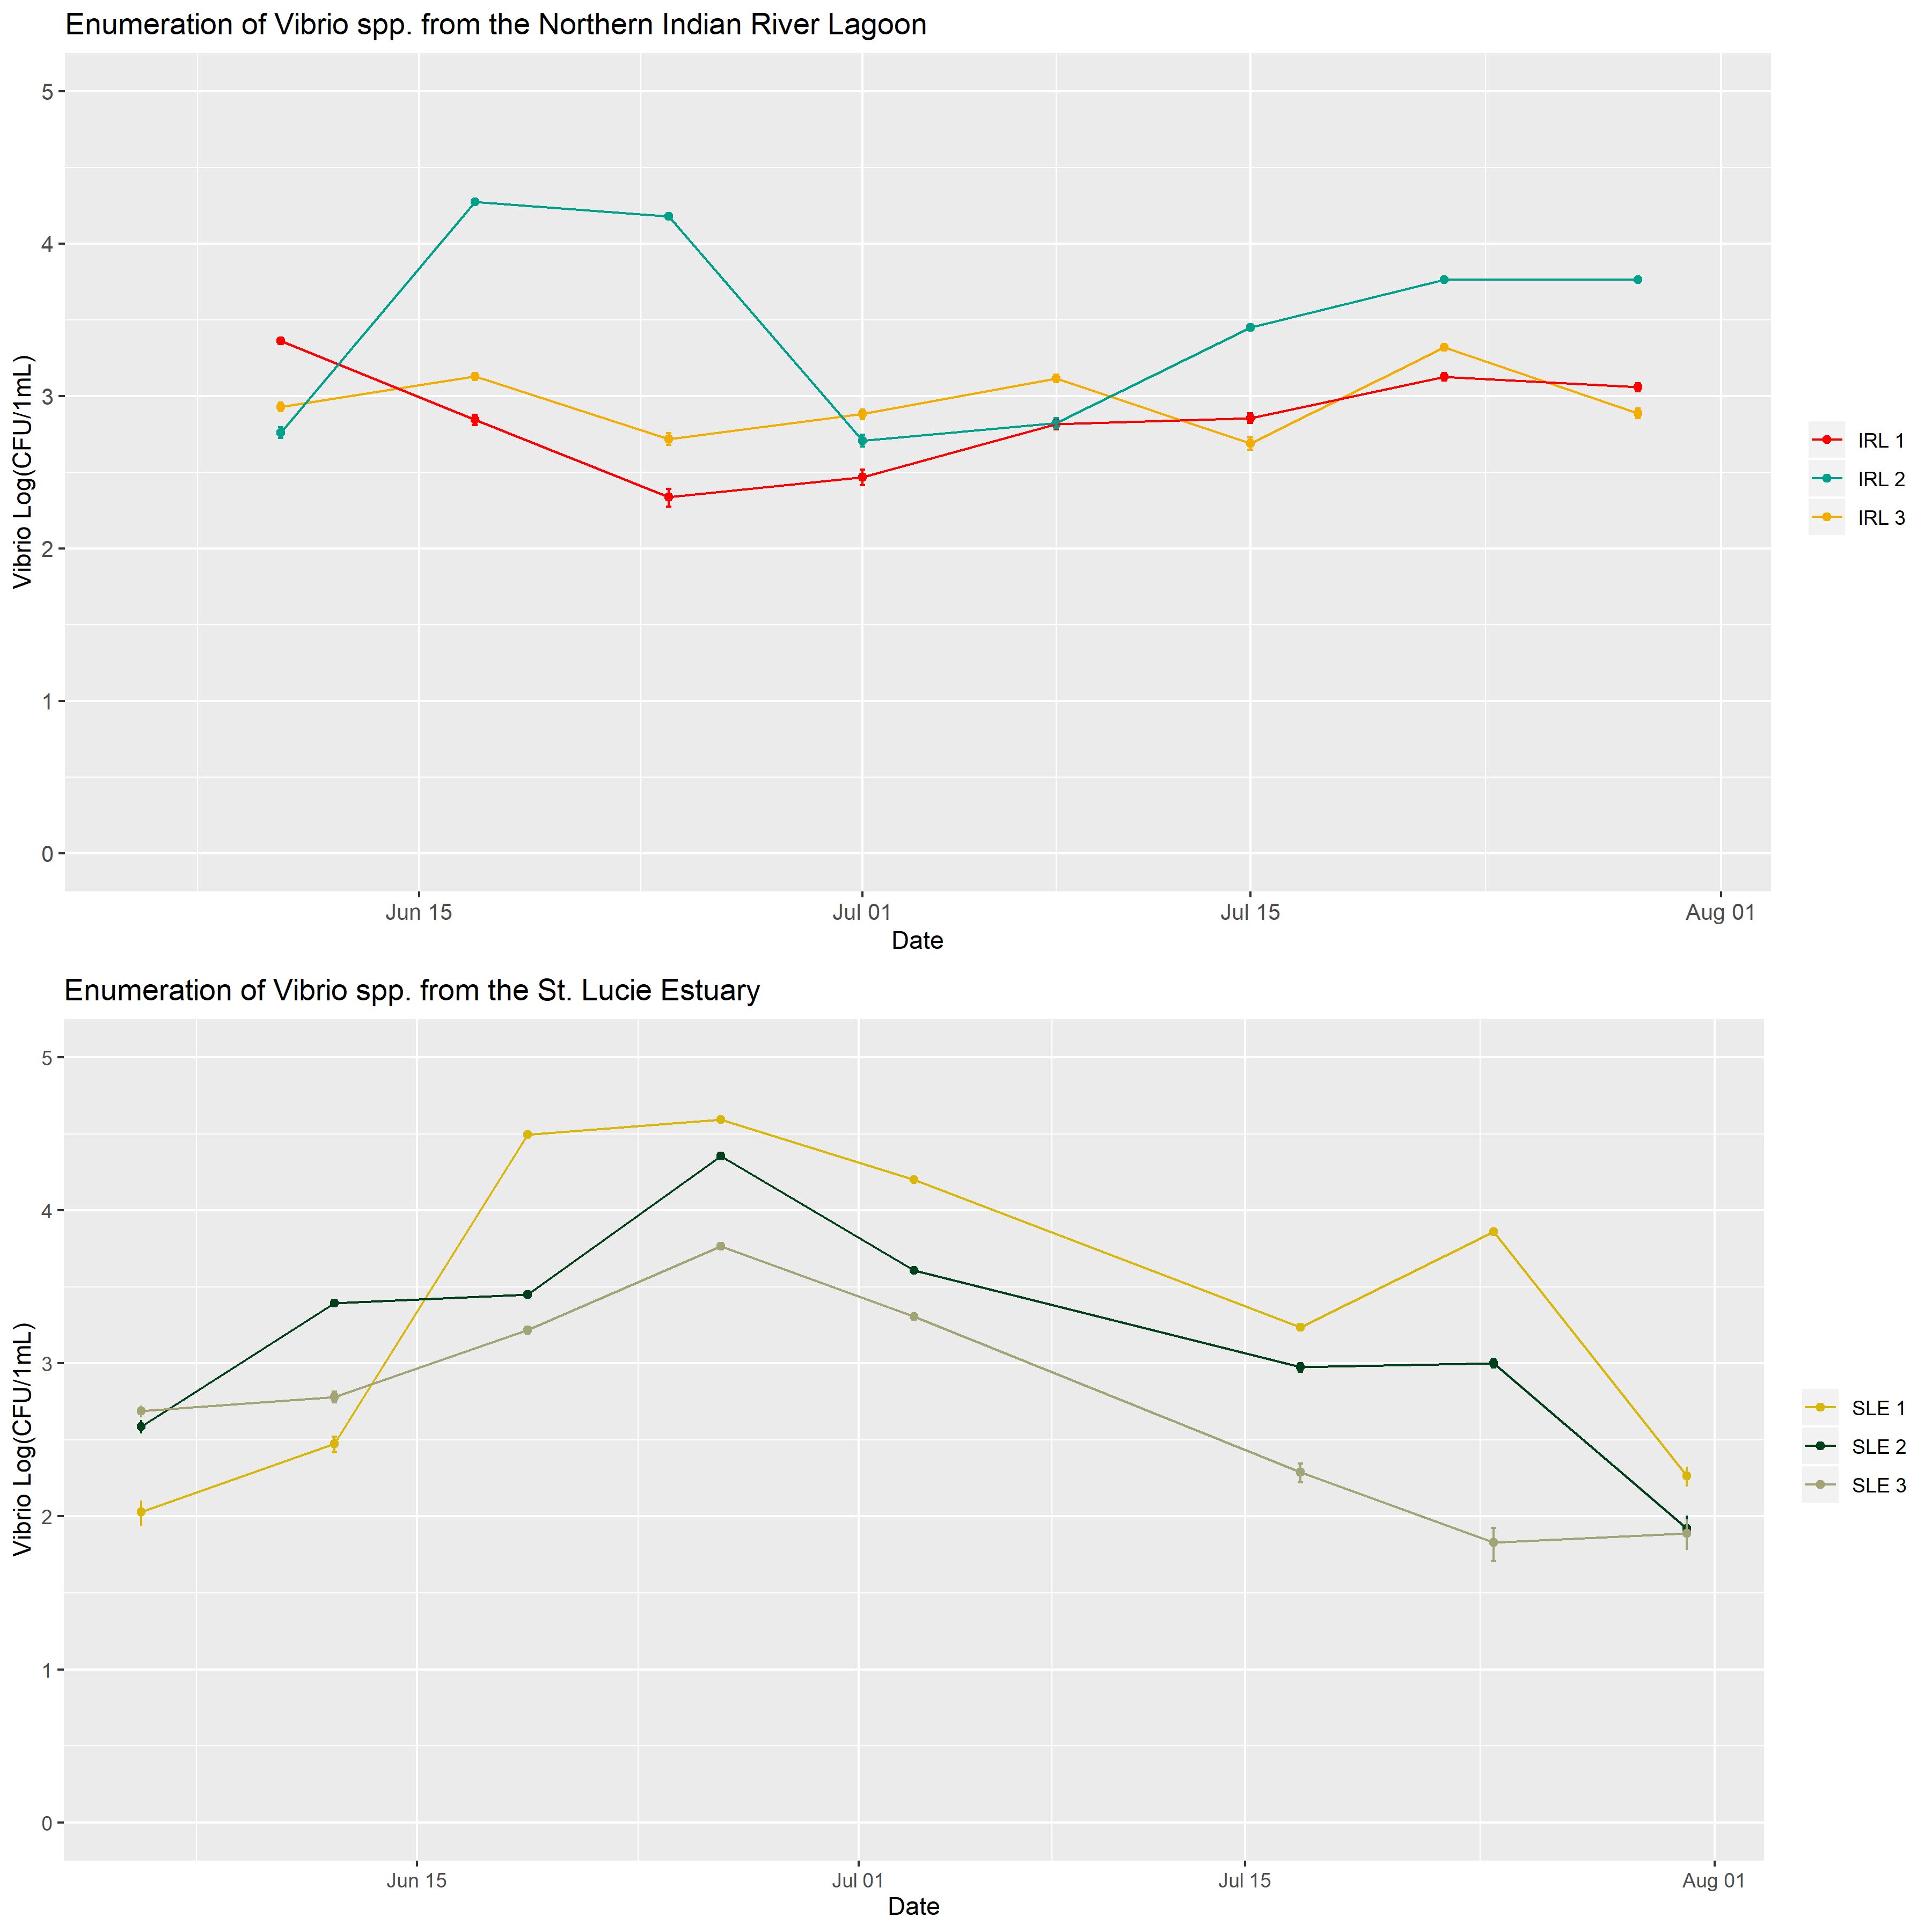 Enumeration of Vibrio spp. from the Northern Indian River Lagoon
Vibrio Log(CFU/1mL)
5
4
3
2
1
0
Jun 15 Jul 01 Jul 15 Aug 01
Date
IRL 1
IRL 2
IRL 3
Enumeration of Vibrio spp. from the St. Lucie Estuary
Vibrio Log(CFU/1mL)
5
4
3
2
1
0
Jun 15 Jul 01 Jul 15 Aug 01
Date
SLE 1
SLE 2
SLE 3